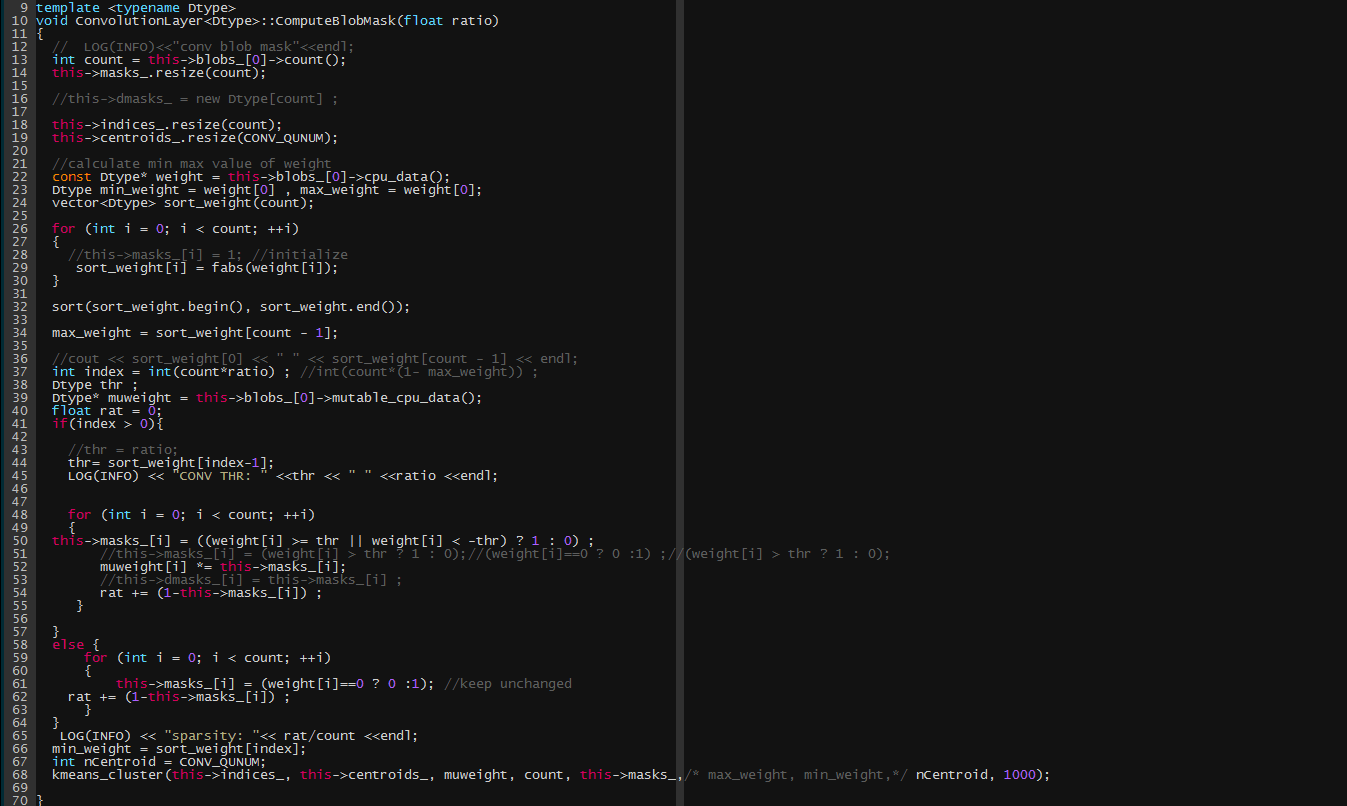 9 template <typename Dtype>
10 void ConvolutionLayer<Dtype>::ComputeBlobMask(float ratio)
11 {
12   //  LOG(INFO)<<"conv blob mask"<<endl;
13   int count = this->blobs_[0]->count();
14   this->masks_.resize(count);
15
16   //this->dmasks_ = new Dtype[count] ;
17
18   this->indices_.resize(count);
19   this->centroids_.resize(CONV_QUNUM);
20
21   //calculate min max value of weight
22   const Dtype* weight = this->blobs_[0]->cpu_data();
23   Dtype min_weight = weight[0] , max_weight = weight[0];
24   vector<Dtype> sort_weight(count);
25
26   for (int i = 0; i < count; ++i)
27   {
28     //this->masks_[i] = 1; //initialize
29      sort_weight[i] = fabs(weight[i]);
30   }
31
32   sort(sort_weight.begin(), sort_weight.end());
33
34   max_weight = sort_weight[count - 1];
35
36   //cout << sort_weight[0] << " " << sort_weight[count - 1] << endl;
37   int index = int(count*ratio) ; //int(count*(1- max_weight)) ;
38   Dtype thr ;
39   Dtype* muweight = this->blobs_[0]->mutable_cpu_data();
40   float rat = 0;
41   if(index > 0){
42
43     //thr = ratio;
44     thr= sort_weight[index-1];
45     LOG(INFO) << "CONV THR: " <<thr << " " <<ratio <<endl;
46
47
48     for (int i = 0; i < count; ++i)
49     {
50   this->masks_[i] = ((weight[i] >= thr || weight[i] < -thr) ? 1 : 0) ;
51         //this->masks_[i] = (weight[i] > thr ? 1 : 0);//(weight[i]==0 ? 0 :1) ;//(weight[i] > thr ? 1 : 0);
52         muweight[i] *= this->masks_[i];
53         //this->dmasks_[i] = this->masks_[i] ;
54         rat += (1-this->masks_[i]) ;
55      }
56
57   }
58   else {
59       for (int i = 0; i < count; ++i)
60       {
61           this->masks_[i] = (weight[i]==0 ? 0 :1); //keep unchanged
62     rat += (1-this->masks_[i]) ;
63       }
64   }
65    LOG(INFO) << "sparsity: "<< rat/count <<endl;
66   min_weight = sort_weight[index];
67   int nCentroid = CONV_QUNUM;
68   kmeans_cluster(this->indices_, this->centroids_, muweight, count, this->masks_,/* max_weight, min_weight,*/ nCentroid, 1000);
69
70 }